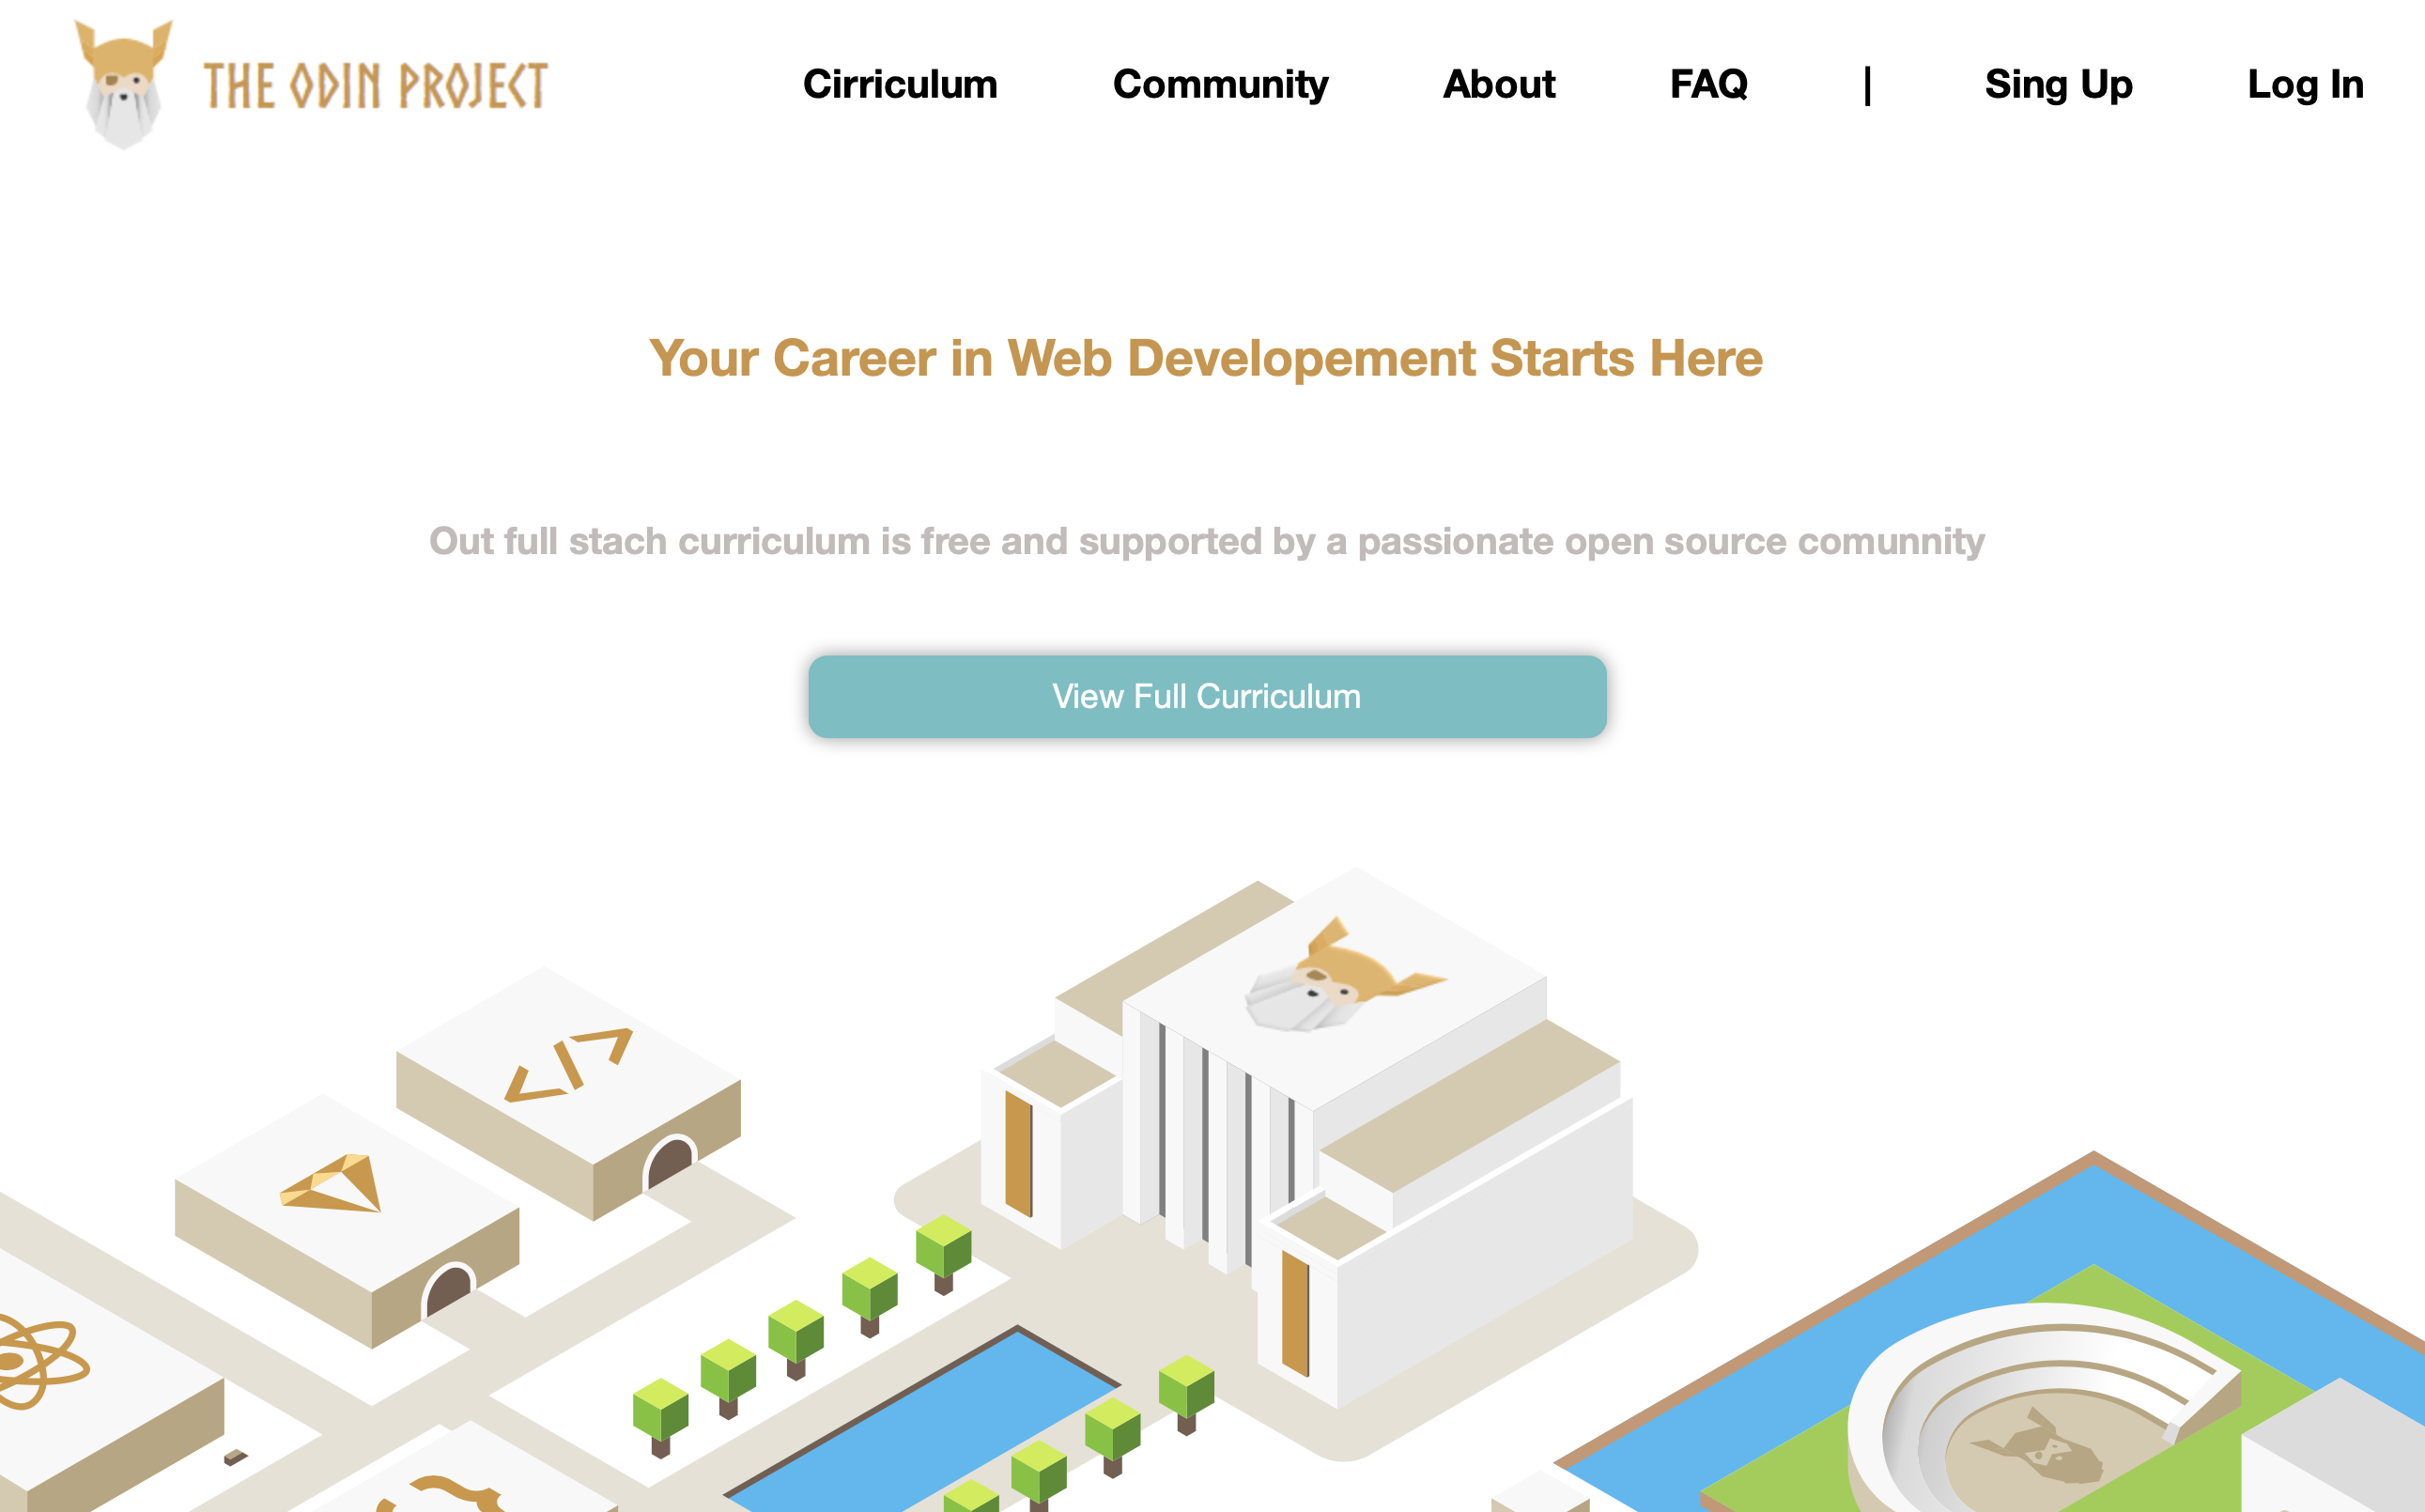 THE ODIN PROJECT
Cirriculum Community About FAQ | Sing Up Log In
Your Career in Web Developement Starts Here
Out full stach curriculum is free and supported by a passionate open source comunnity
View Full Curriculum
</>